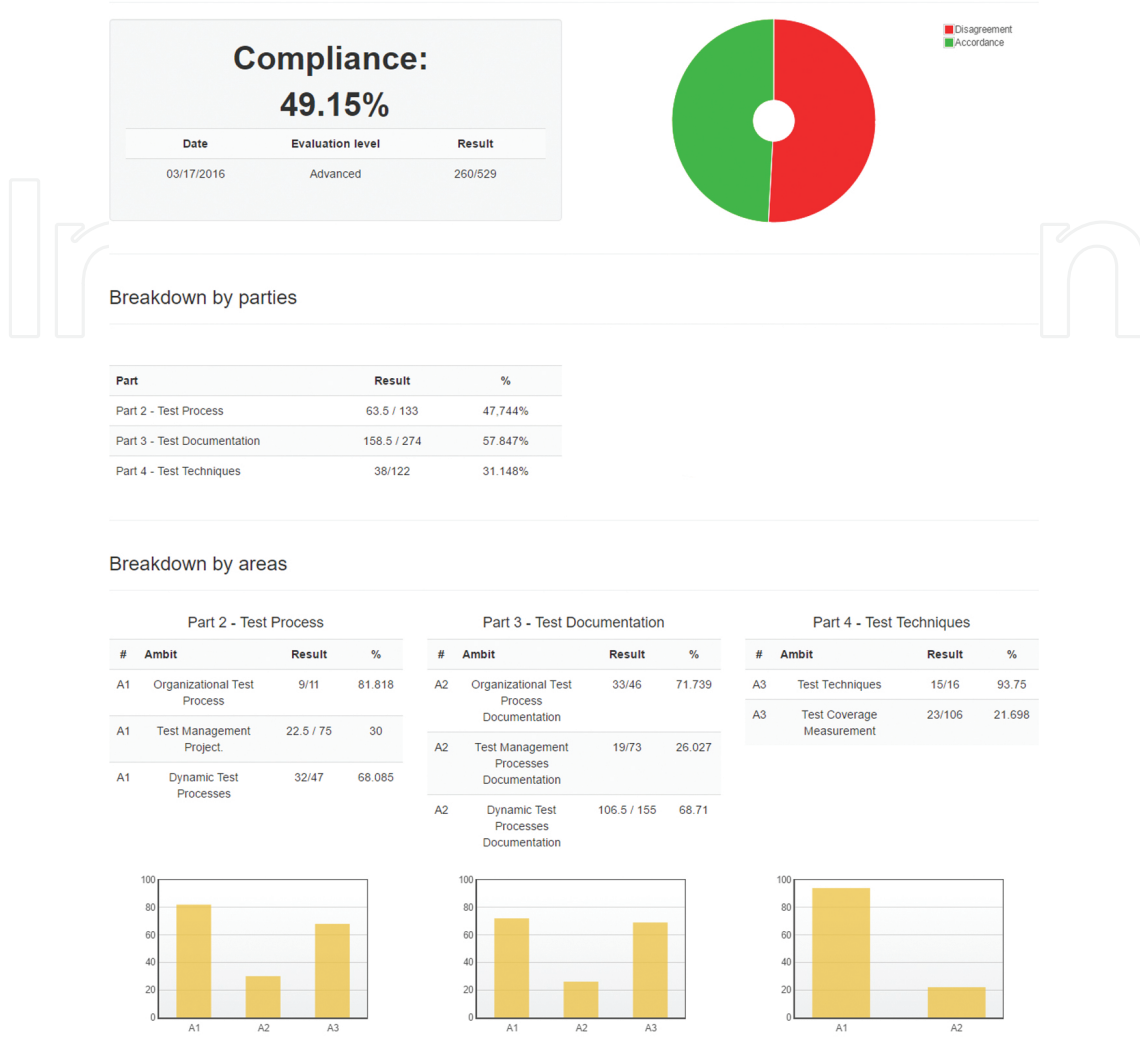 Disagreement
Accordance
Compliance:
49.15%
Date Evaluation level Result
03/17/2016 Advanced 260/529
Breakdown by parties
Part Result %
Part 2 - Test Process 63.5 / 133 47,744%
Part 3 - Test Documentation 158.5 / 274 57.847%
Part 4 - Test Techniques 38/122 31.148%
Breakdown by areas
Part 2 - Test Process
# Ambit Result %
A1 Organizational Test 9/11 81.818
Process
A1 Test Management 22.5 / 75 30
Project.
A1 Dynamic Test 32/47 68.085
Processes
Part 3 - Test Documentation
# Ambit Result %
A2 Organizational Test 33/46 71.739
Process
Documentation
A2 Test Management 19/73 26.027
Processes
Documentation
A2 Dynamic Test 106.5 / 155 68.71
Processes
Documentation
Part 4 - Test Techniques
# Ambit Result %
A3 Test Techniques 15/16 93.75
A3 Test Coverage 23/106 21.698
Measurement
100
80
60
40
20
0
A1 A2 A3
100
80
60
40
20
0
A1 A2 A3
100
80
60
40
20
0
A1 A2